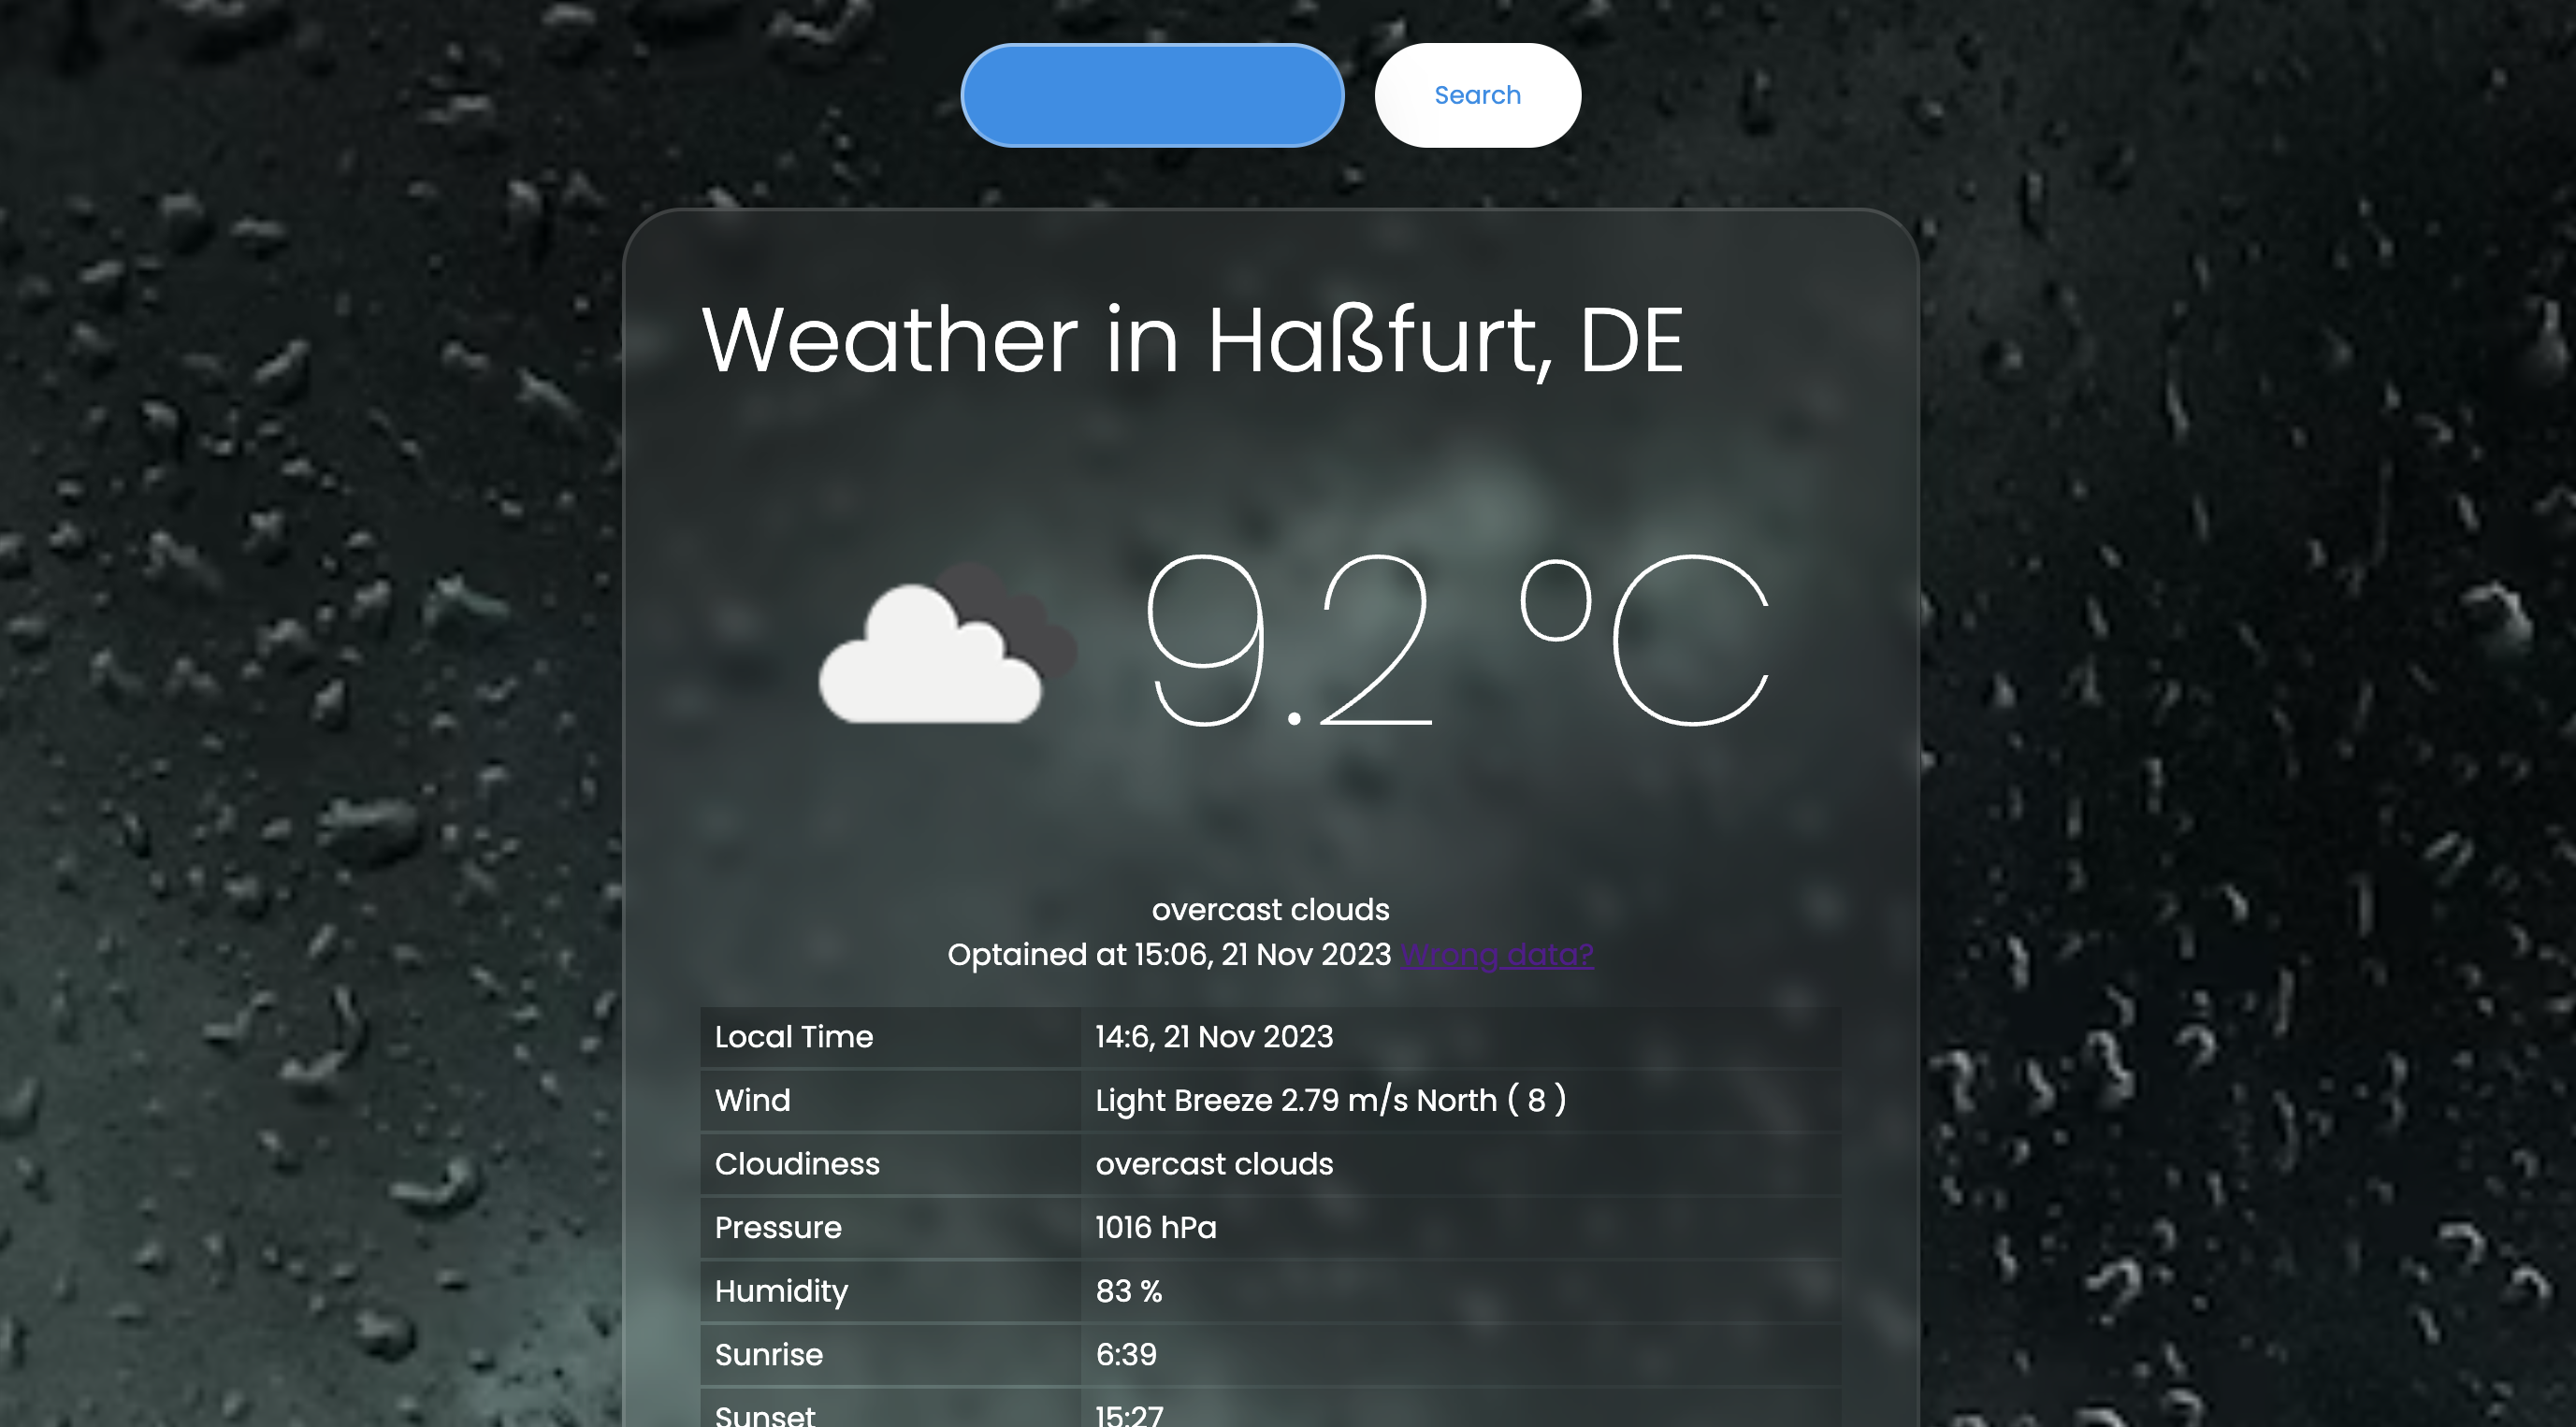 Search
Weather in Haßfurt, DE
9.2 °C
overcast clouds
Optained at 15:06, 21 Nov 2023 Wrong data?
Local Time 14:6, 21 Nov 2023
Wind Light Breeze 2.79 m/s North ( 8 )
Cloudiness overcast clouds
Pressure 1016 hPa
Humidity 83 %
Sunrise 6:39
Sunset 15:27